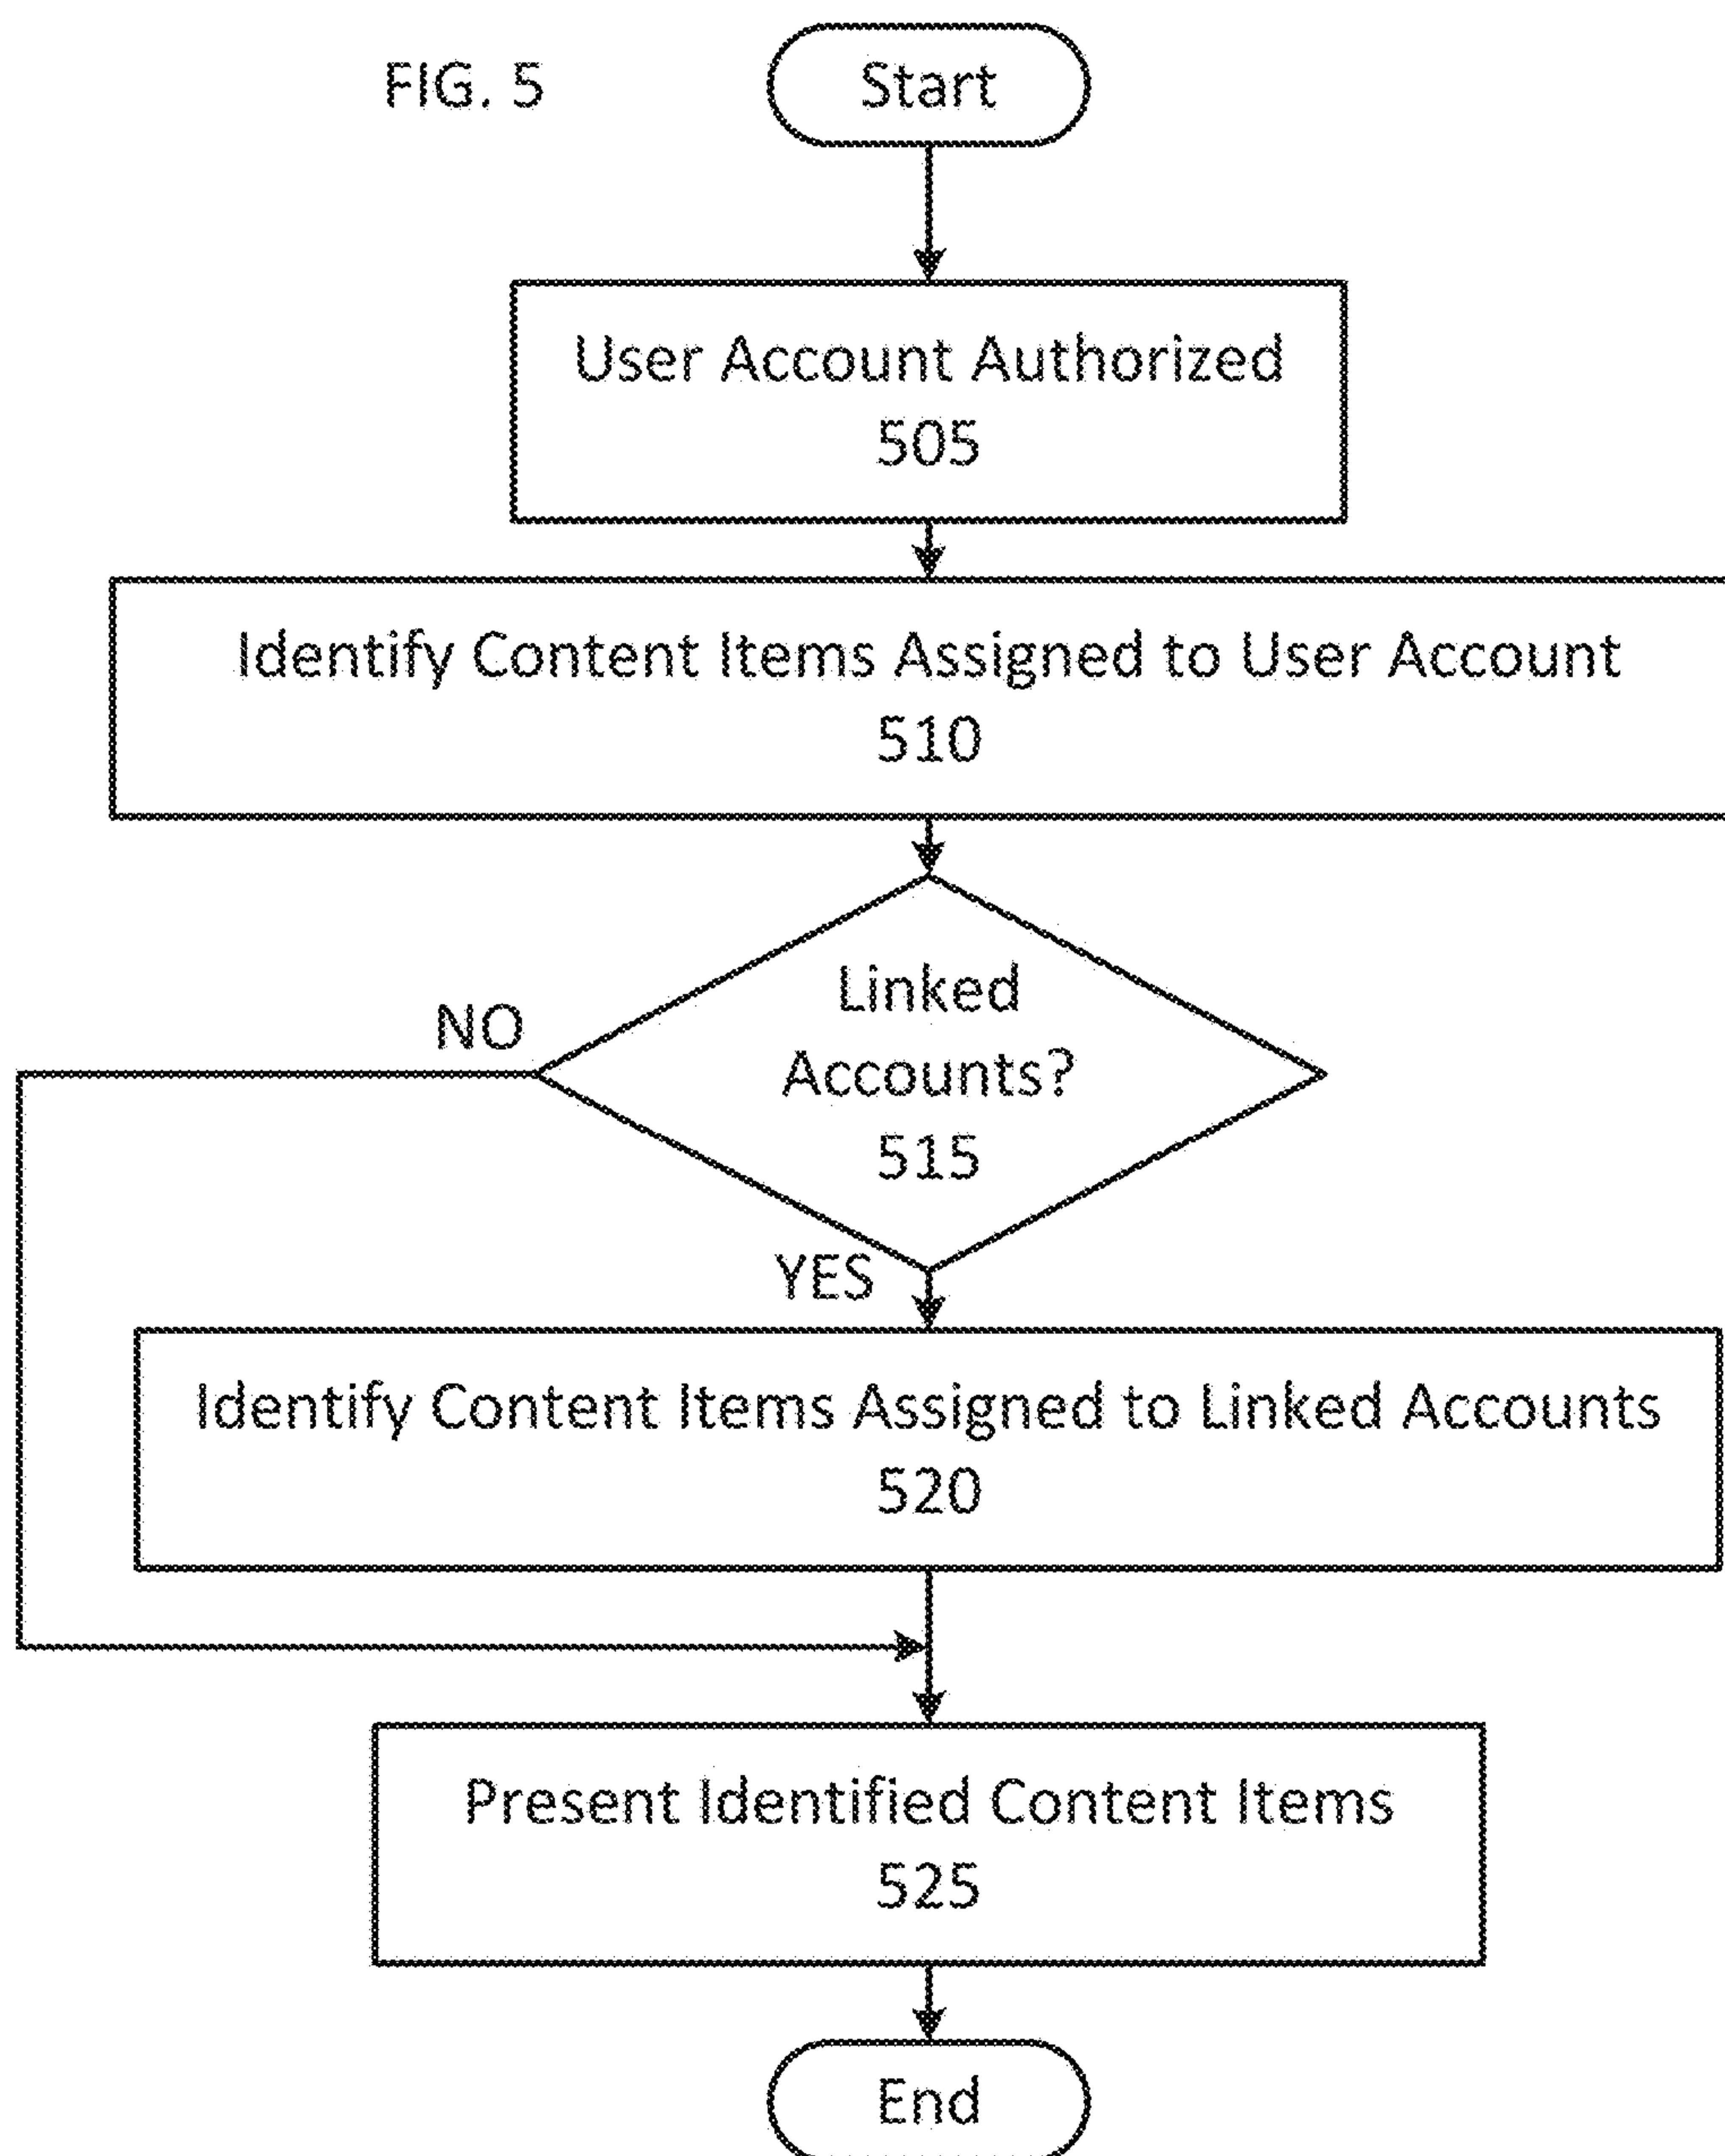 FIG. 5
Start
User Account Authorized
505
Identify Content Items Assigned to User Account
510
Linked
Accounts?
515
NO
YES
Identify Content Items Assigned to Linked Accounts
520
Present Identified Content Items
525
End